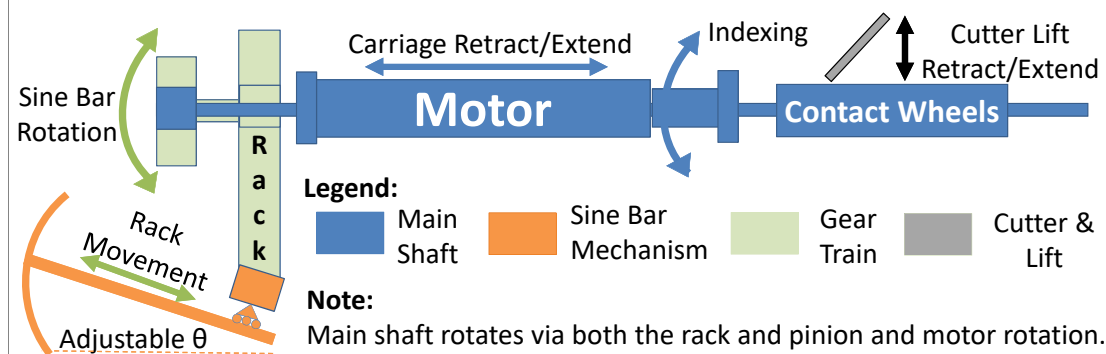 Carriage Retract/Extend
Indexing
Cutter Lift
Retract/Extend
Sine Bar
Rotation
Motor
Contact Wheels
Rack
Legend:
Main
Shaft
Sine Bar
Mechanism
Gear
Train
Cutter &
Lift
Rack
Movement
Note:
Main shaft rotates via both the rack and pinion and motor rotation.
Adjustable θ